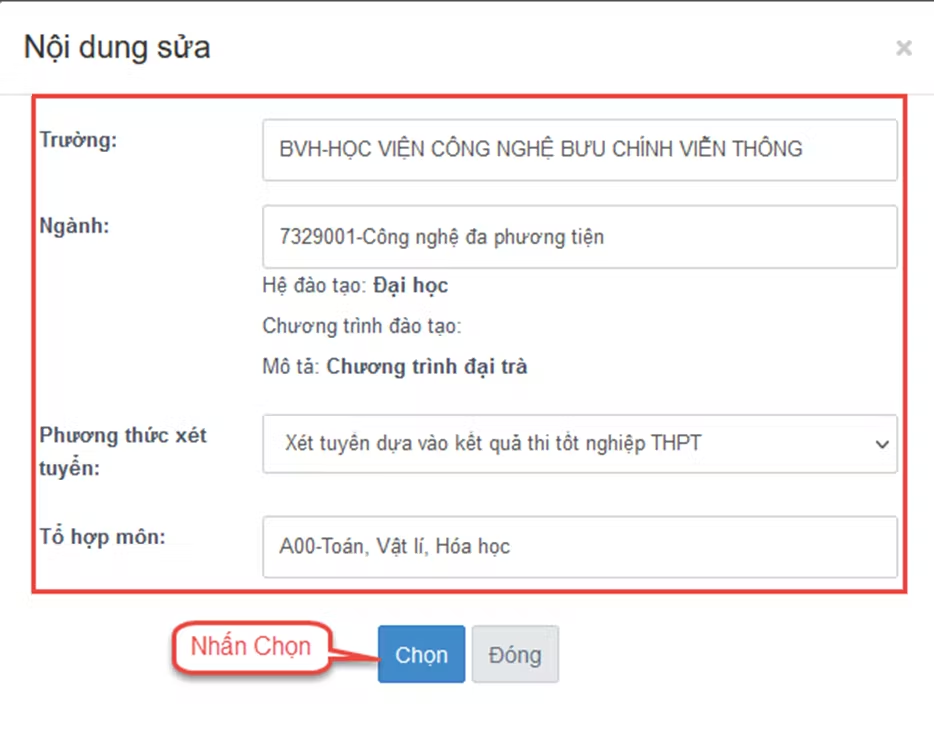 Nội dung sửa
×
Trường:
BVH-HỌC VIỆN CÔNG NGHỆ BƯU CHÍNH VIỄN THÔNG
Ngành:
7329001-Công nghệ đa phương tiện
Hệ đào tạo: Đại học
Chương trình đào tạo:
Mô tả: Chương trình đại trà
Phương thức xét
tuyển:
Xét tuyển dựa vào kết quả thi tốt nghiệp THPT
Tổ hợp môn:
A00-Toán, Vật lí, Hóa học
Nhấn Chọn
Chọn
Đóng